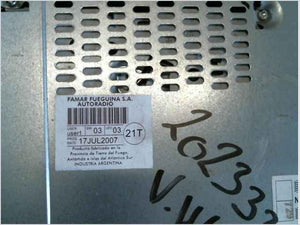 FAMAR FUEGUINA S.A.
AUTORADIO
user1 03 03
17JUL2007 21T
Producto fabricado en la
Provincia de Tierra del Fuego,
Antártida e Islas del Atlántico Sur
INDUSTRIA ARGENTINA
202333